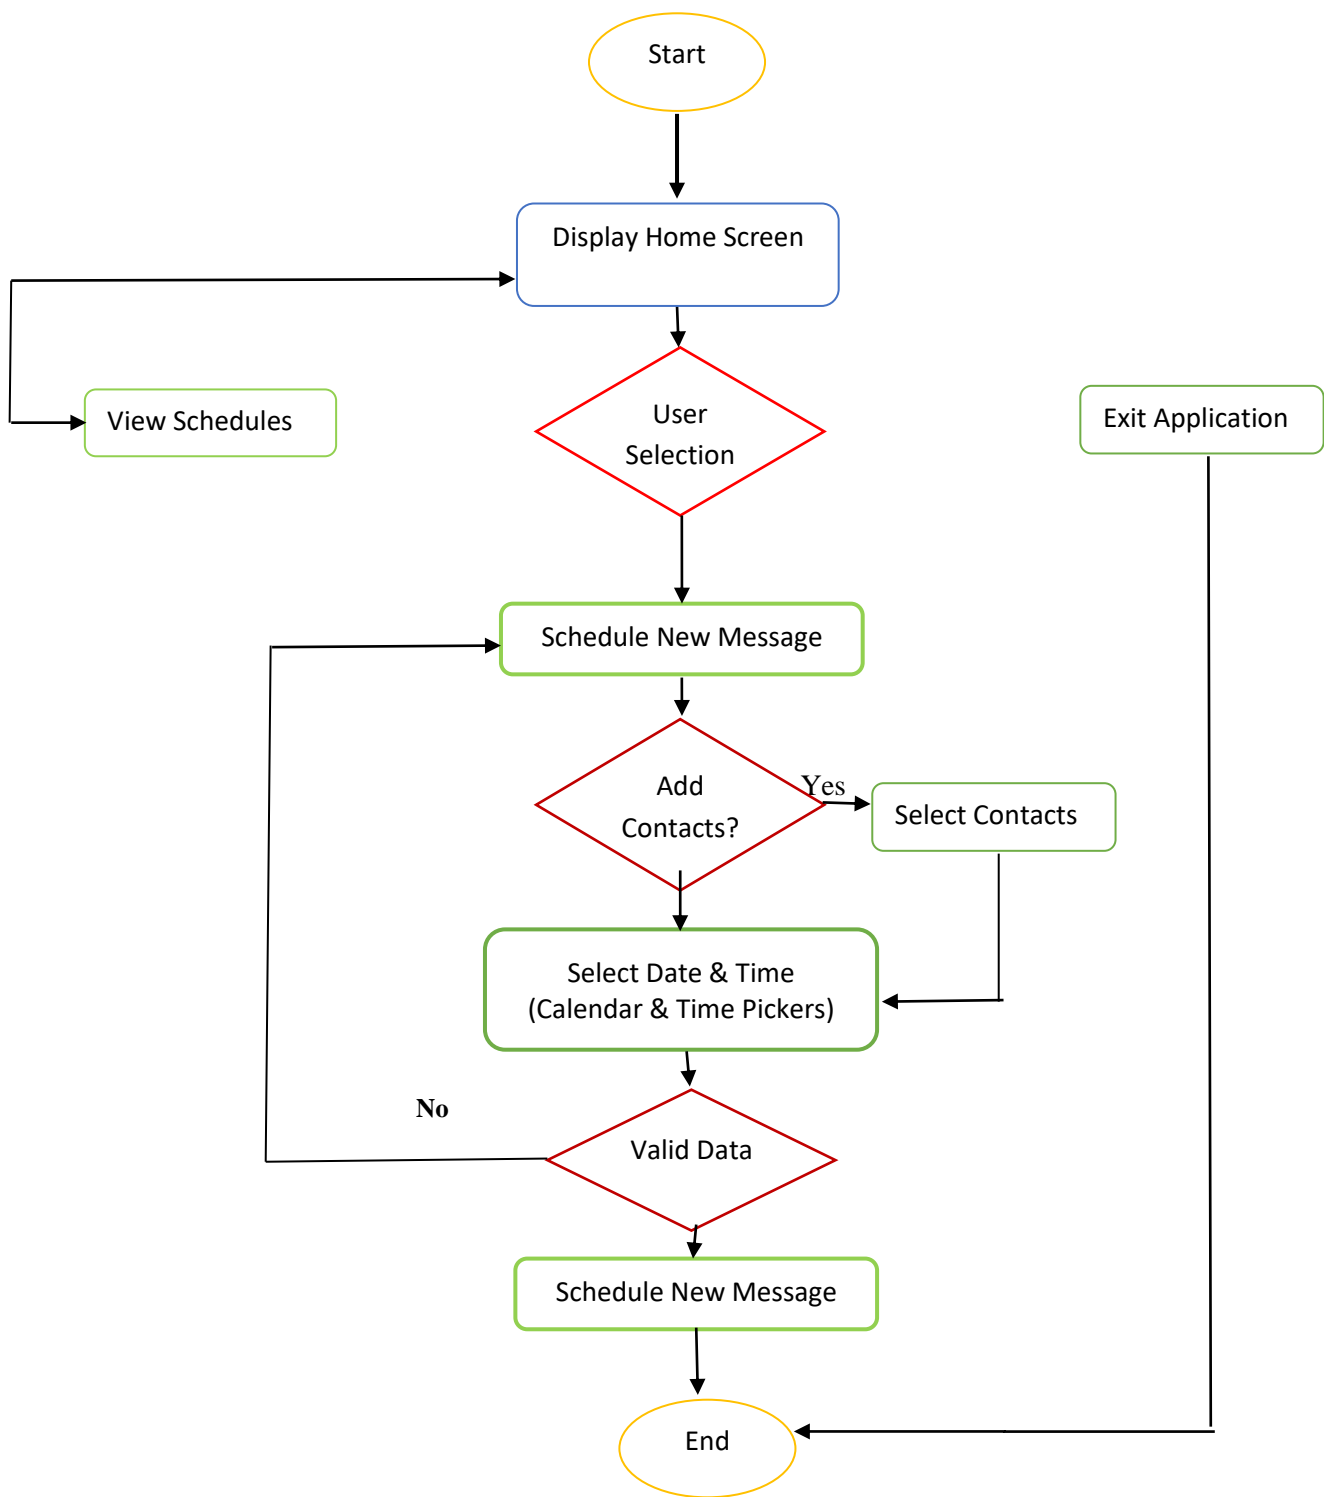 Start
Display Home Screen
View Schedules
User
Selection
Exit Application
Schedule New Message
Add
Contacts?
Yes
Select Contacts
Select Date & Time
(Calendar & Time Pickers)
No
Valid Data
Schedule New Message
End